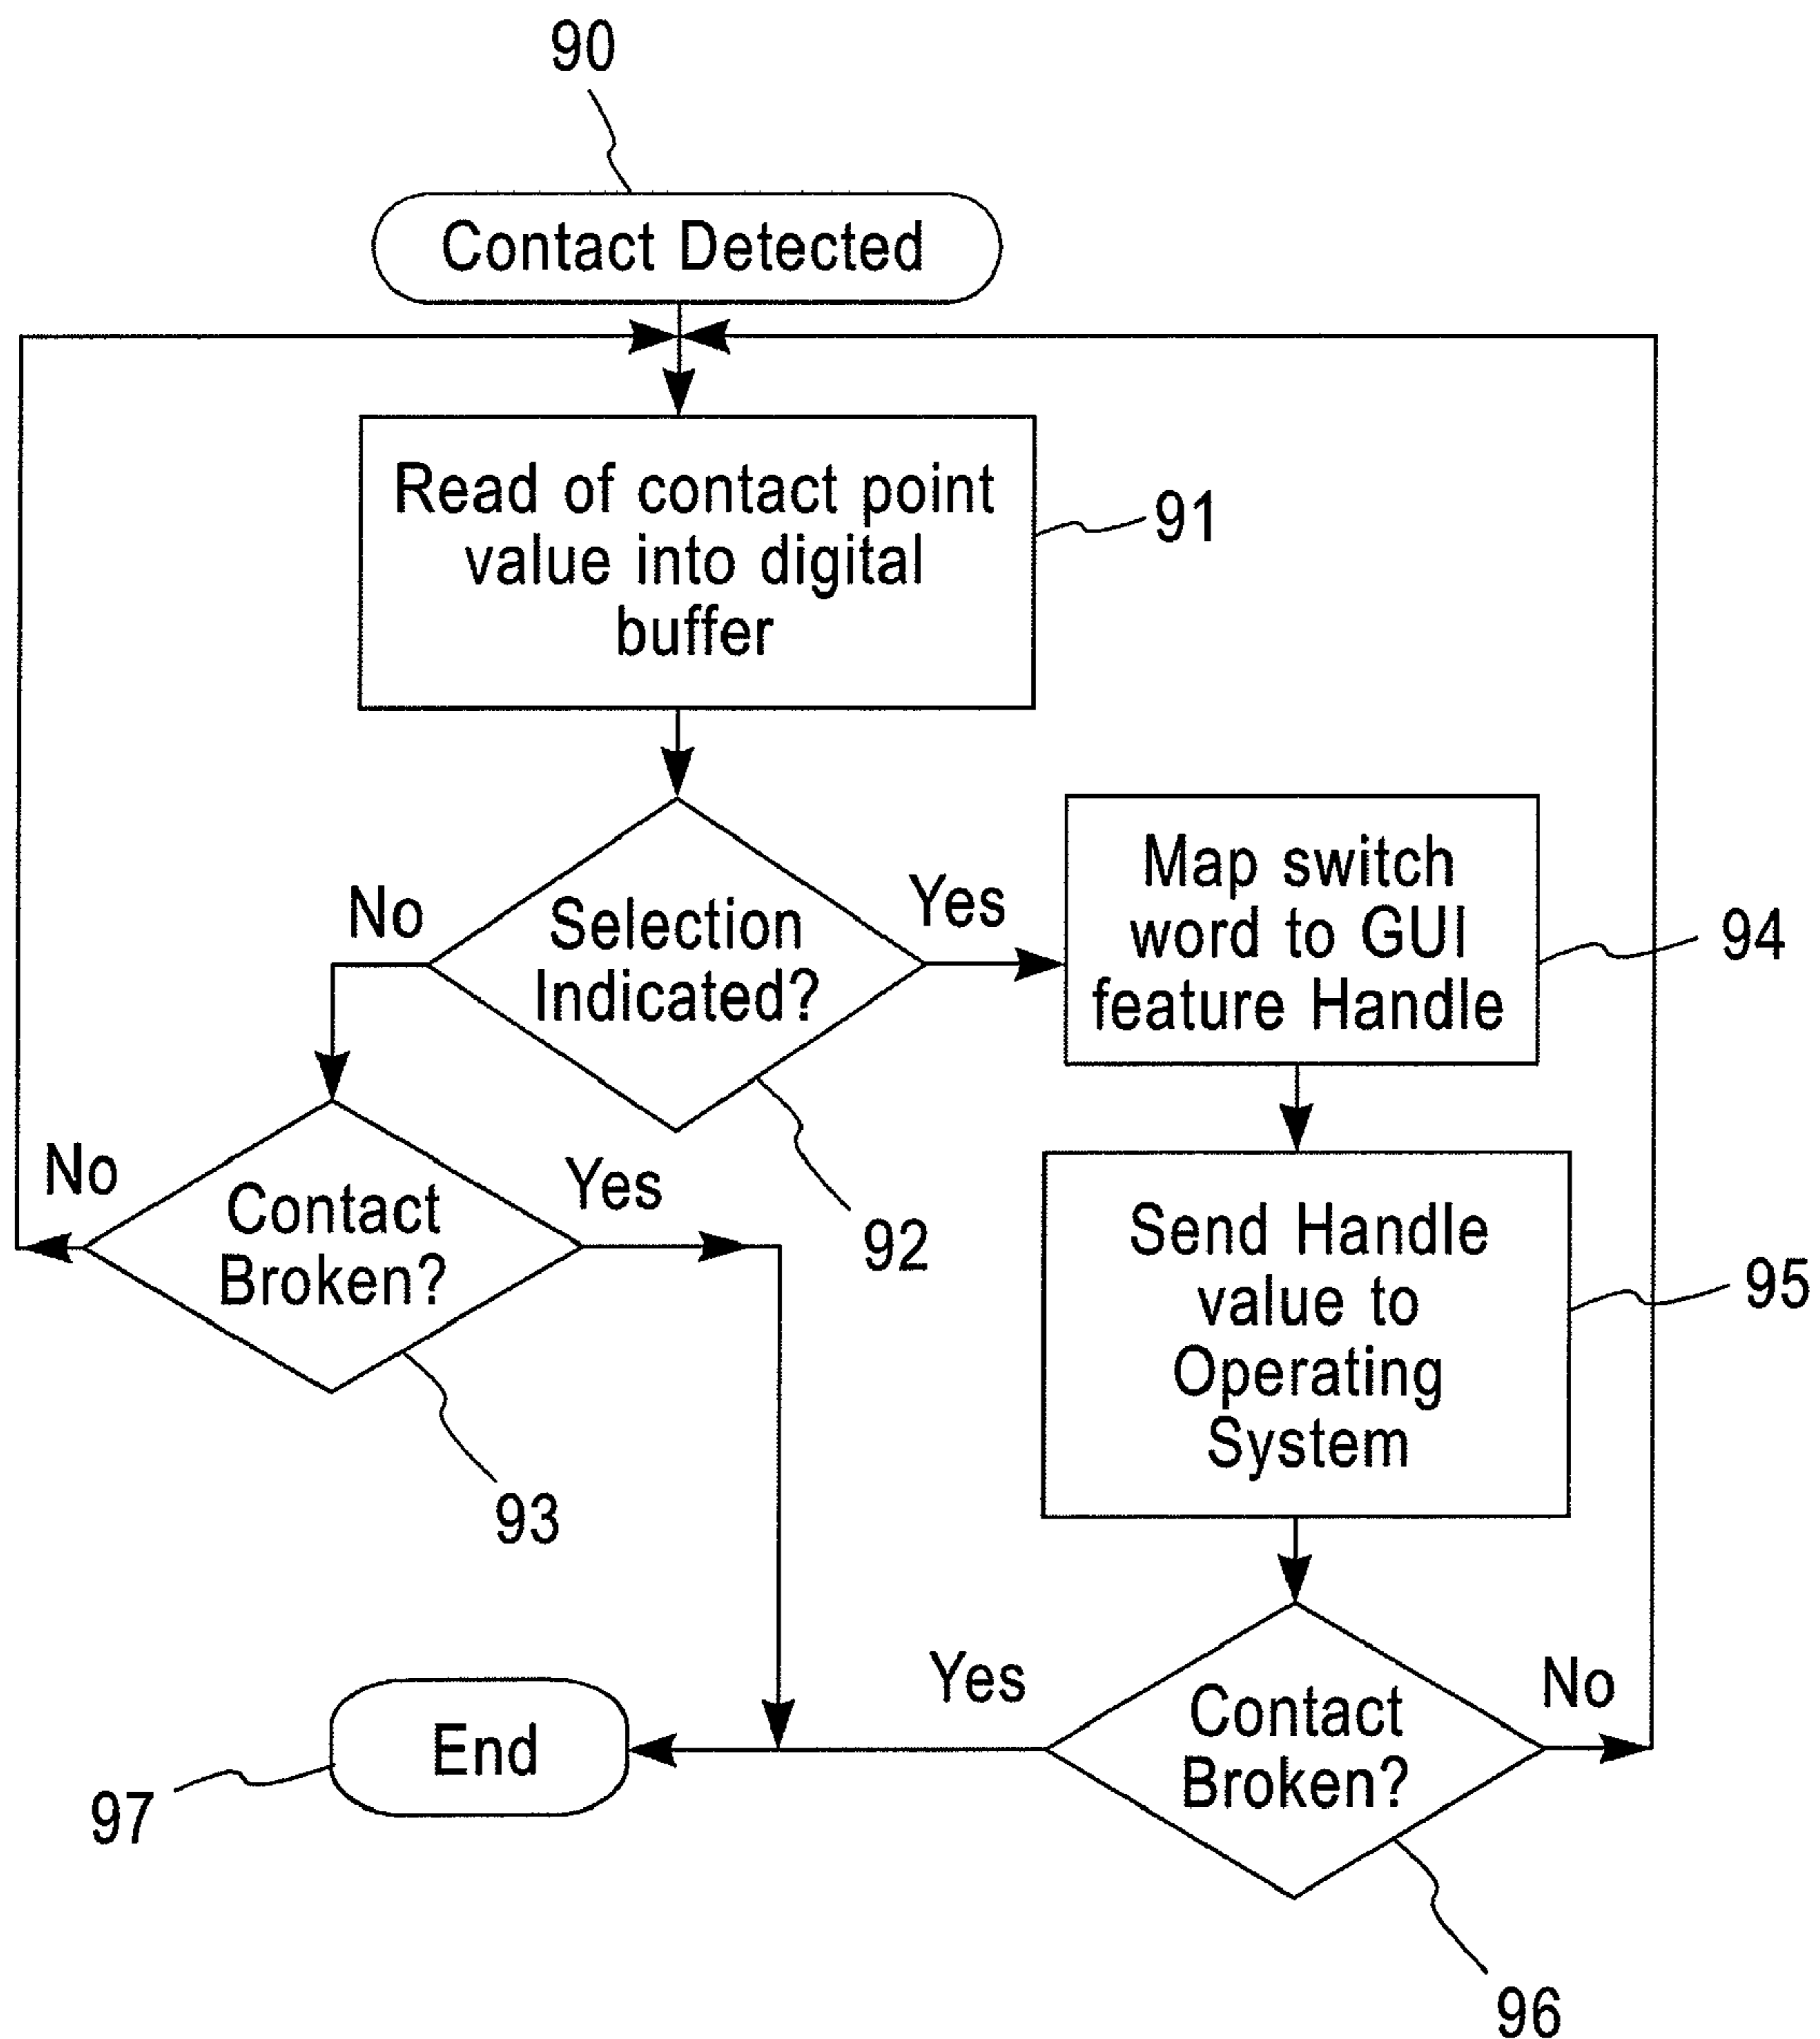 90
Contact Detected
Read of contact point
value into digital
buffer
91
Selection
Indicated?
No
Yes
92
Map switch
word to GUI
feature Handle
94
Contact
Broken?
No
Yes
93
Send Handle
value to
Operating
System
95
Contact
Broken?
Yes
No
96
End
97